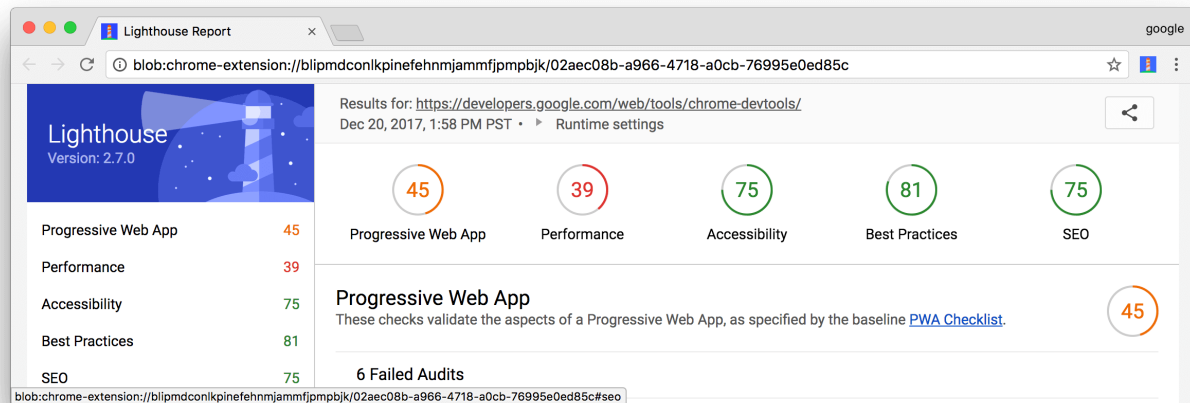 Lighthouse Report
google
blob:chrome-extension://blipmdconlkpinefehnmjammfjpmpbjk/02aec08b-a966-4718-a0cb-76995e0ed85c
Lighthouse
Version: 2.7.0
Progressive Web App 45
Performance 39
Accessibility 75
Best Practices 81
SEO 75
Results for: https://developers.google.com/web/tools/chrome-devtools/
Dec 20, 2017, 1:58 PM PST • Runtime settings
45 39 75 81 75
Progressive Web App Performance Accessibility Best Practices SEO
Progressive Web App
These checks validate the aspects of a Progressive Web App, as specified by the baseline PWA Checklist.
45
6 Failed Audits
blob:chrome-extension://blipmdconlkpinefehnmjammfjpmpbjk/02aec08b-a966-4718-a0cb-76995e0ed85c#seo